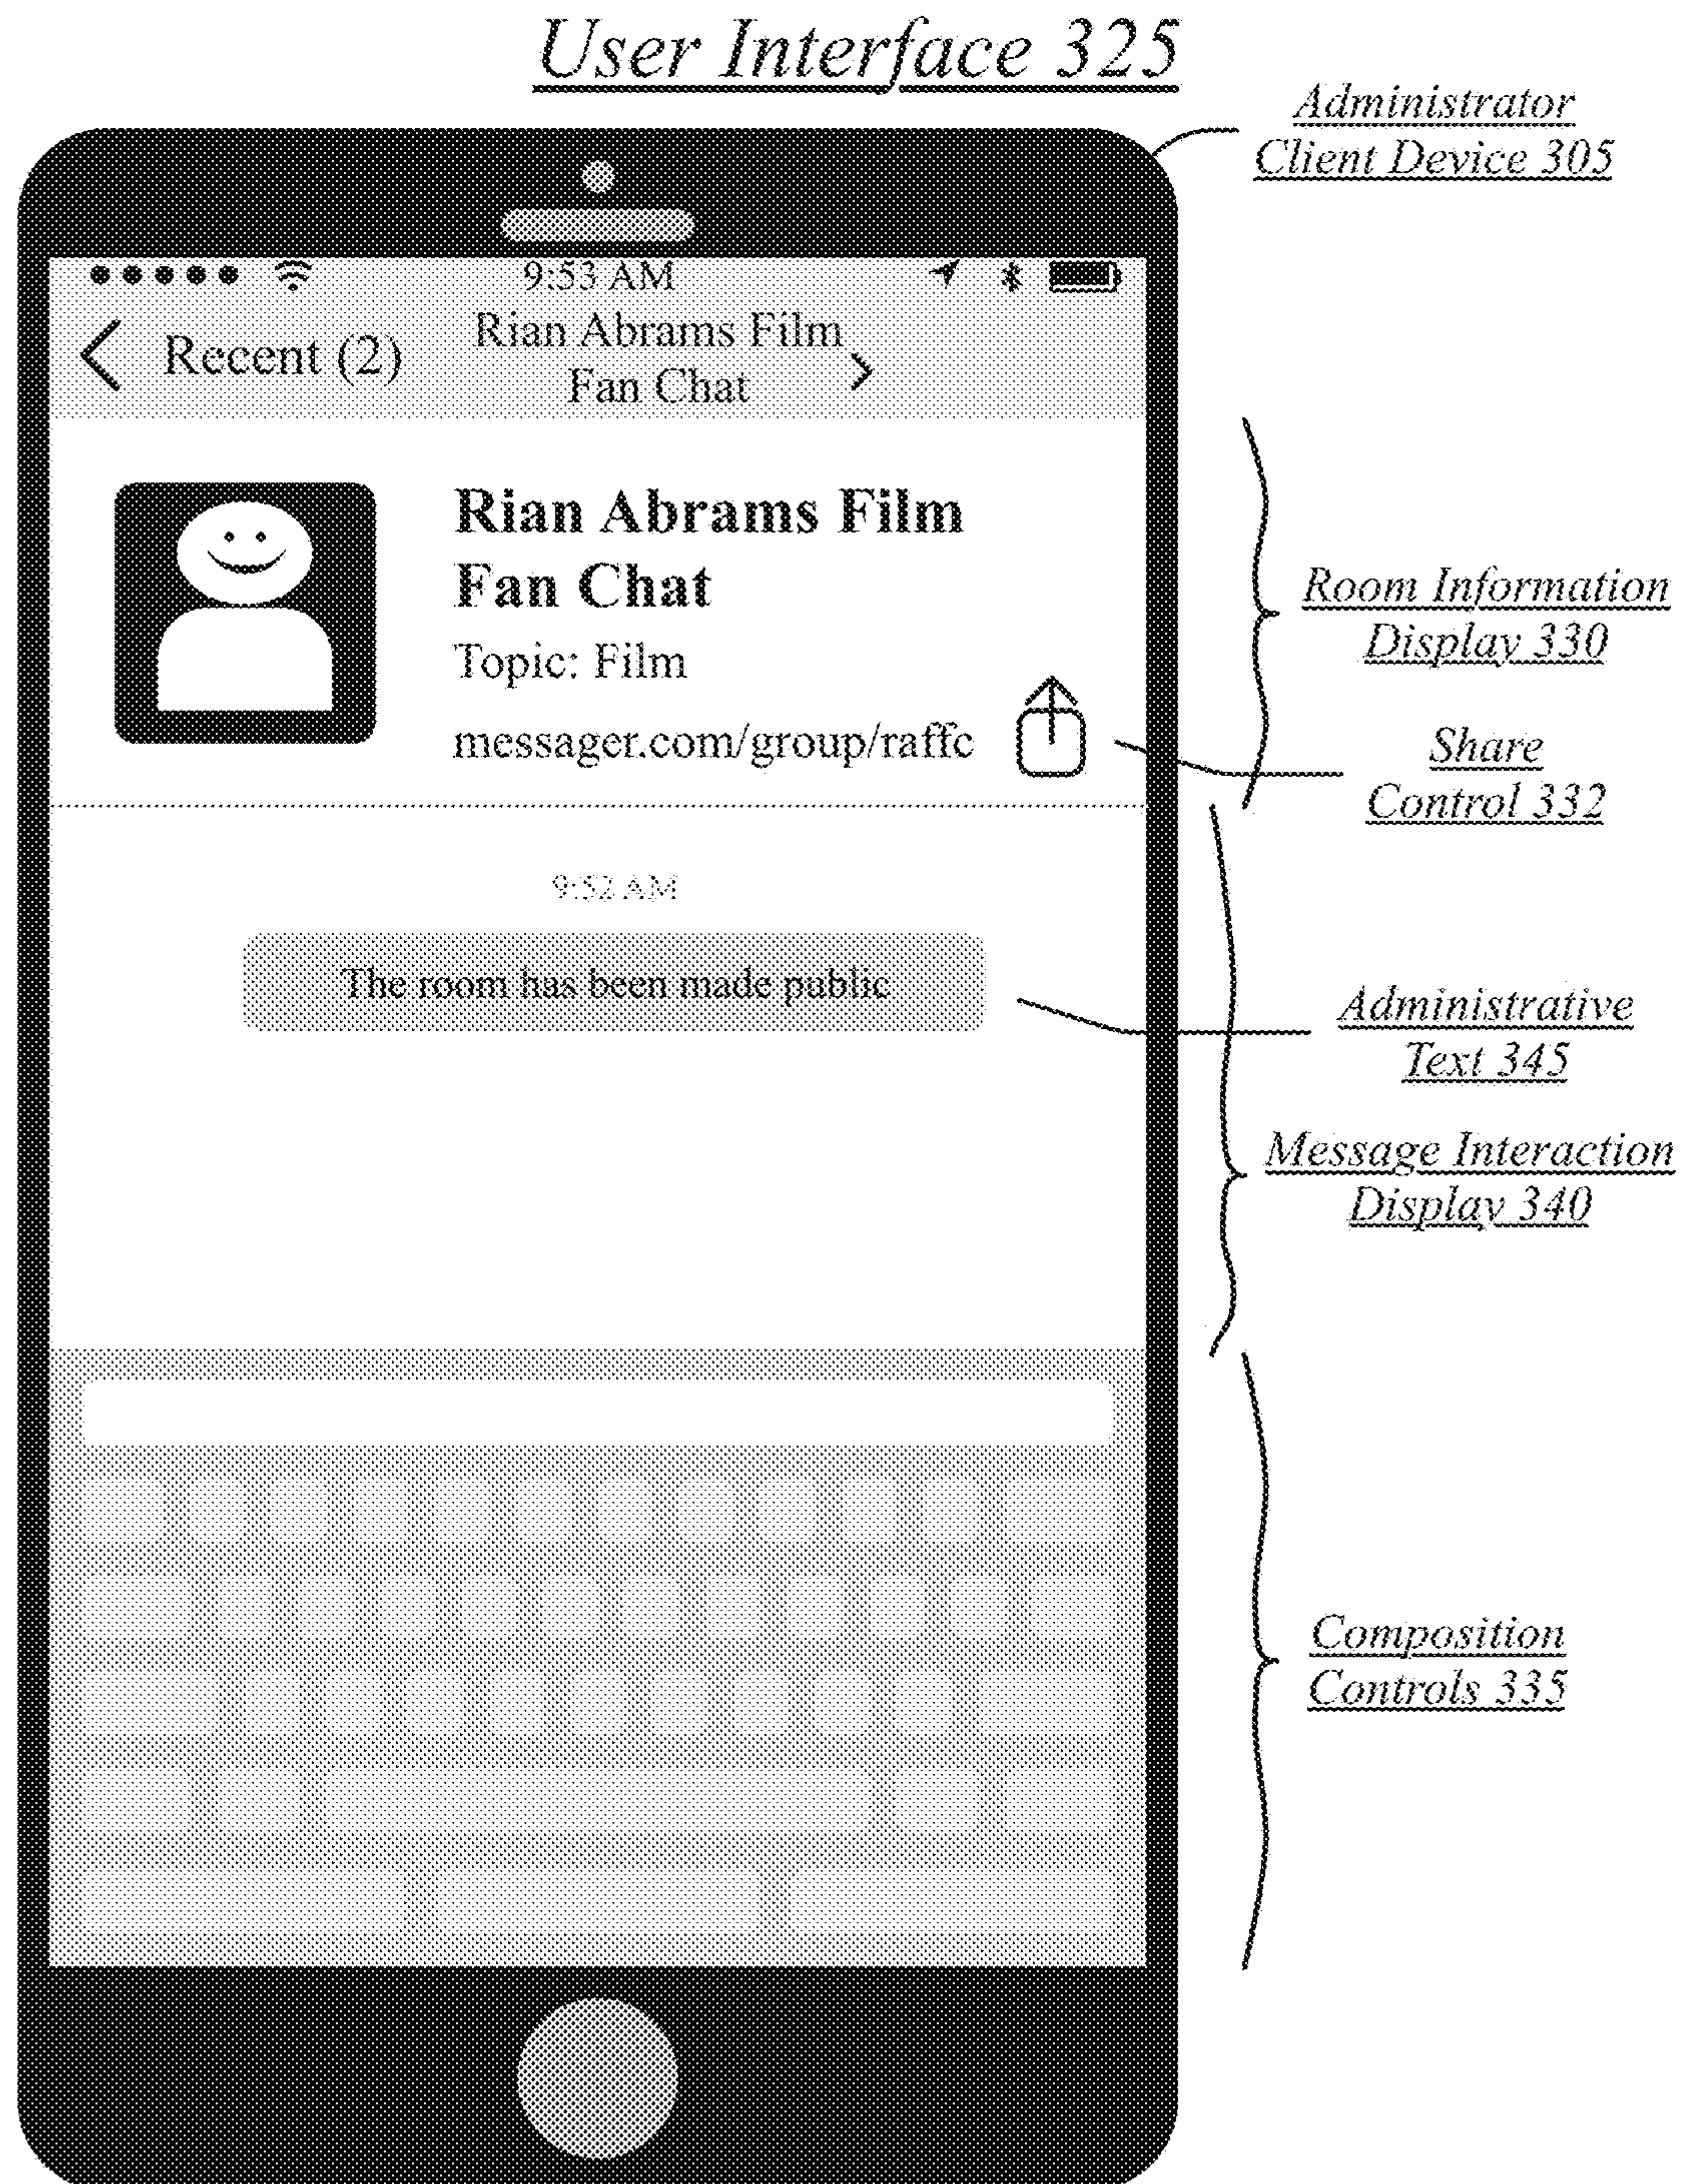 User Interface 325
Administrator
Client Device 305
9:53 AM
Recent (2)
Rian Abrams Film
Fan Chat
Rian Abrams Film
Fan Chat
Topic: Film
messager.com/group/raffc
Room Information
Display 330
Share
Control 332
9:52 AM
The room has been made public
Administrative
Text 345
Message Interaction
Display 340
Composition
Controls 335